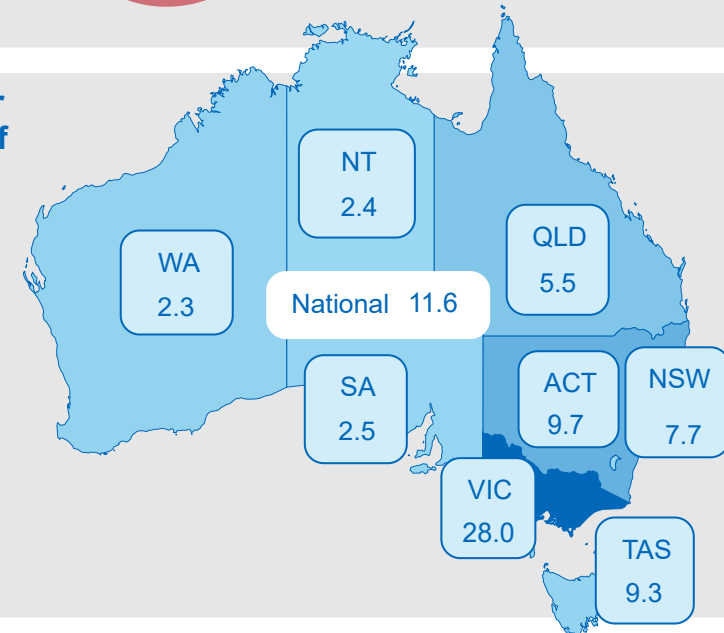 f
NT
2.4
QLD
5.5
WA
2.3
National 11.6
SA
2.5
ACT
9.7
NSW
7.7
VIC
28.0
TAS
9.3